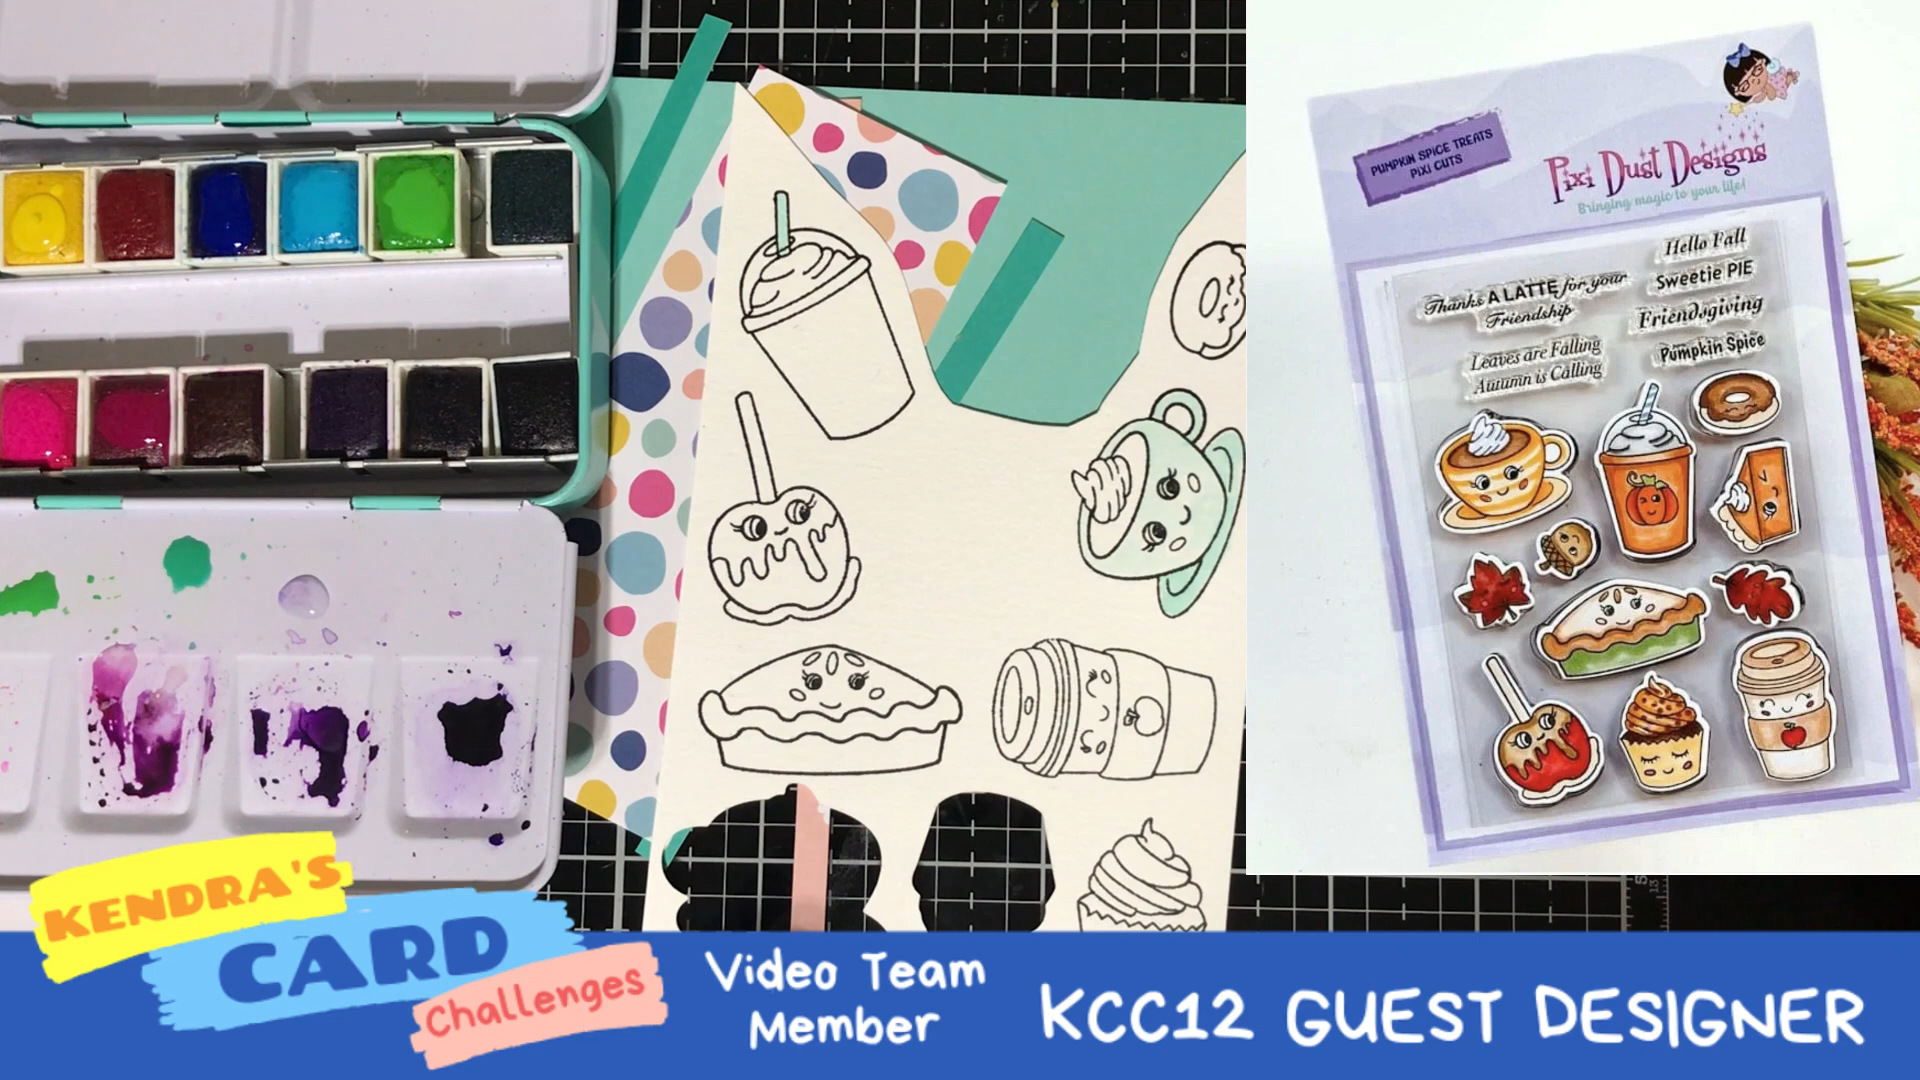 PUMPKIN SPICE TREATS
PIXI CUTS
Pixi Dust Designs
Bringing magic to your life!
Hello Fall
Thanks A LATTE for your
Friendship
Sweetie PIE
Friendsgiving
Leaves are Falling
Autumn is Calling
Pumpkin Spice
KENDRA'S
CARD
Challenges
Video Team
Member
KCC12 GUEST DESIGNER